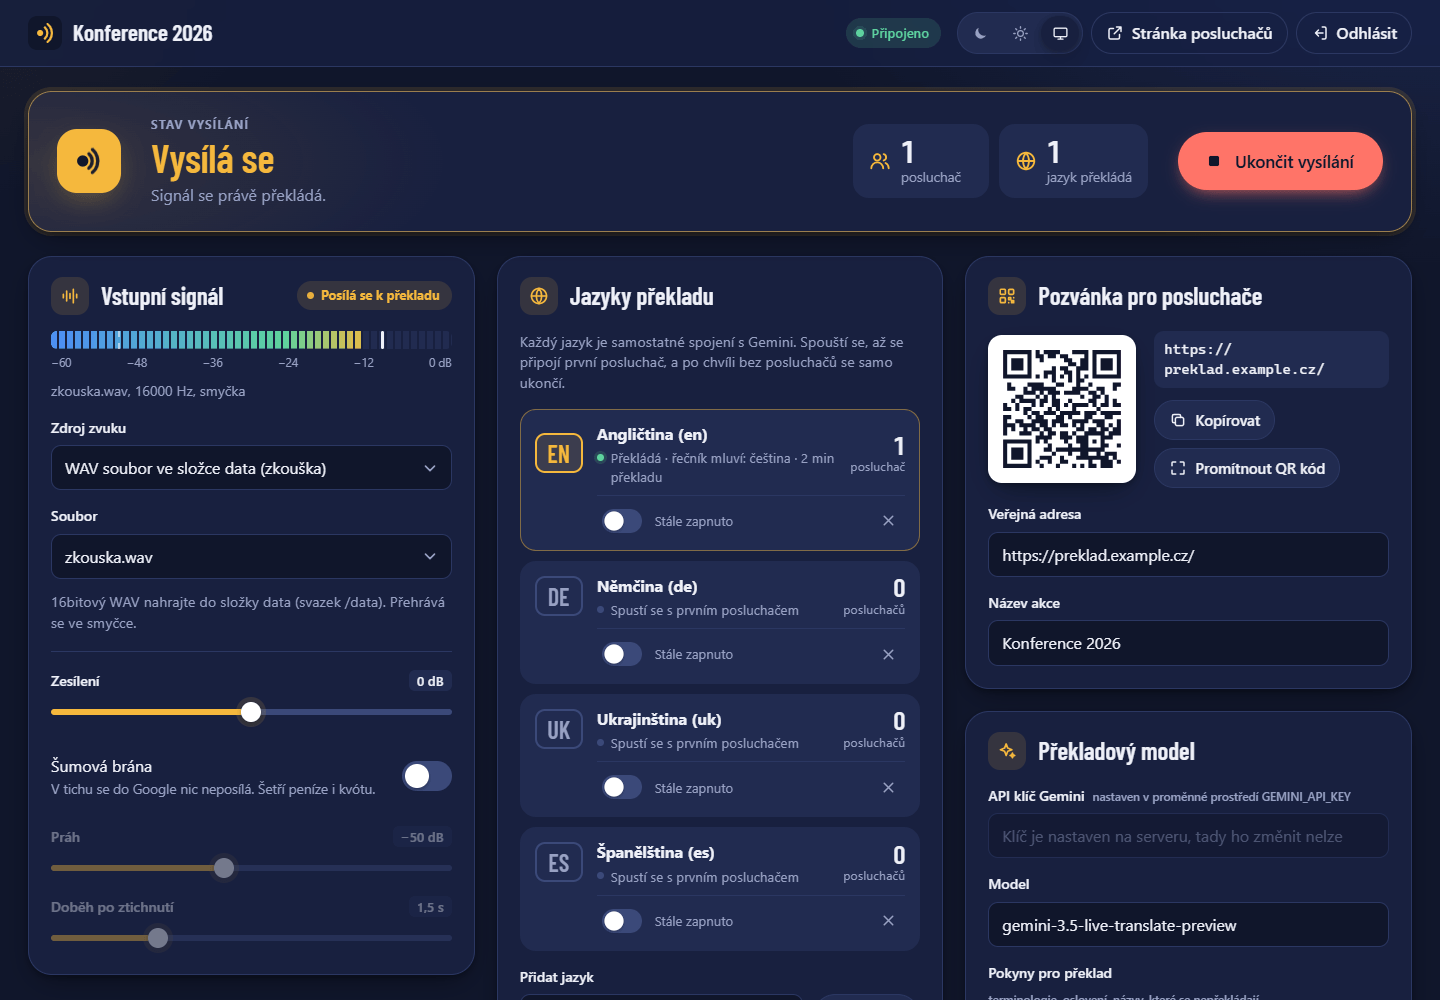 Konference 2026
Připojeno
Stránka posluchačů
Odhlásit
STAV VYSÍLÁNÍ
Vysílá se
Signál se právě překládá.
1
posluchač
1
jazyk překládá
Ukončit vysílání
Vstupní signál
Posílá se k překladu
−60 −48 −36 −24 −12 0 dB
zkouska.wav, 16000 Hz, smyčka
Zdroj zvuku
WAV soubor ve složce data (zkouška)
Soubor
zkouska.wav
16bitový WAV nahrajte do složky data (svazek /data). Přehrává
se ve smyčce.
Zesílení
0 dB
Šumová brána
V tichu se do Google nic neposílá. Šetří peníze i kvótu.
Práh
−50 dB
Doběh po ztichnutí
1,5 s
Jazyky překladu
Každý jazyk je samostatné spojení s Gemini. Spouští se, až se
připojí první posluchač, a po chvíli bez posluchačů se samo
ukončí.
EN
Angličtina (en)
Překládá · řečník mluví: čeština · 2 min
překladu
1
posluchač
Stále zapnuto
DE
Němčina (de)
Spustí se s prvním posluchačem
0
posluchačů
Stále zapnuto
UK
Ukrajinština (uk)
Spustí se s prvním posluchačem
0
posluchačů
Stále zapnuto
ES
Španělština (es)
Spustí se s prvním posluchačem
0
posluchačů
Stále zapnuto
Přidat jazyk
Pozvánka pro posluchače
https://
preklad.example.cz/
Kopírovat
Promítnout QR kód
Veřejná adresa
https://preklad.example.cz/
Název akce
Konference 2026
Překladový model
API klíč Gemini nastaven v proměnné prostředí GEMINI_API_KEY
Klíč je nastaven na serveru, tady ho změnit nelze
Model
gemini-3.5-live-translate-preview
Pokyny pro překlad
terminologie, oslovení, názvy, které se nepřekládají